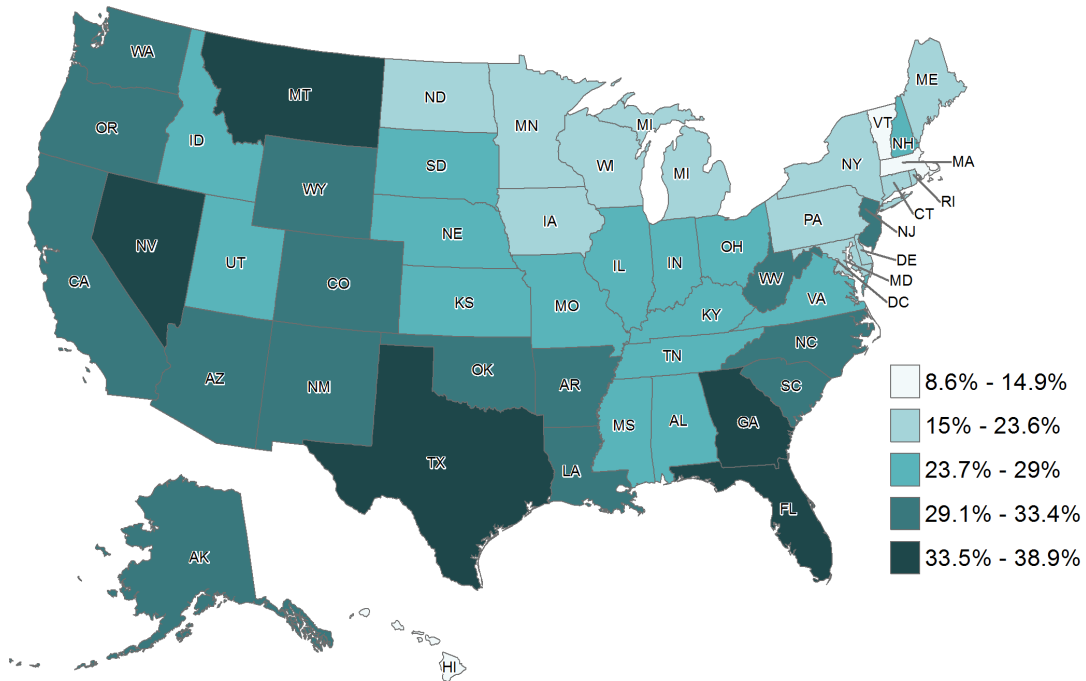 WA
MT
ND
ME
MN
MI
VT
OR
ID
NH
SD
WI
NY
MA
WY
MI
RI
CT
IA
PA
NE
NJ
NV
OH
UT
IL
IN
DE
CA
CO
WV
MD
KS
MO
VA
DC
KY
NC
TN
OK
AZ
NM
AR
SC
8.6% - 14.9%
15% - 23.6%
MS
AL
GA
TX
LA
23.7% - 29%
FL
29.1% - 33.4%
AK
33.5% - 38.9%
HI